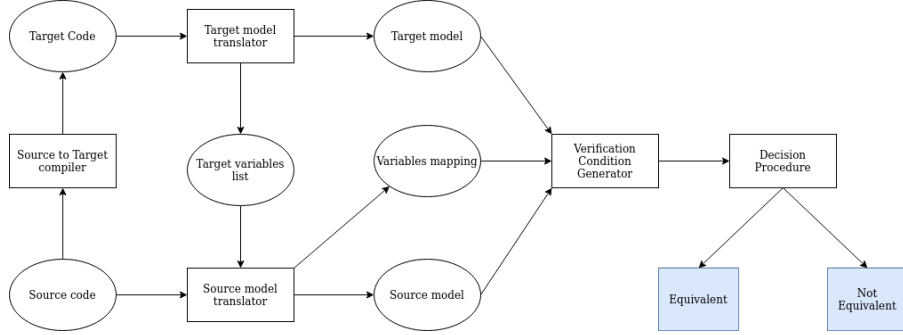 Target Code
Target model
translator
Target model
Source to Target
compiler
Target variables
list
Variables mapping
Verification
Condition
Generator
Decision
Procedure
Source code
Source model
translator
Source model
Equivalent
Not
Equivalent